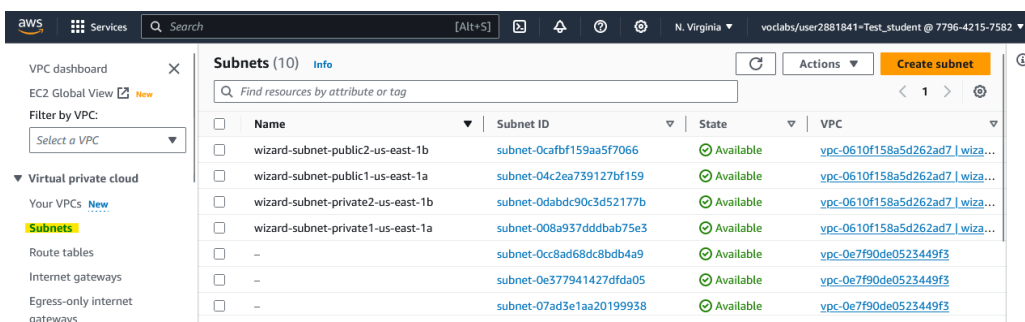 aws Services Search [Alt+S] N. Virginia ▼ voclabs/user2881841=Test_student @ 7796-4215-7582 ▼
VPC dashboard
EC2 Global View New
Filter by VPC:
Select a VPC
Virtual private cloud
Your VPCs New
Subnets
Route tables
Internet gateways
Egress-only internet
gateways
Subnets (10) Info Actions ▼ Create subnet
Find resources by attribute or tag 1
Name Subnet ID State VPC
wizard-subnet-public2-us-east-1b subnet-0cafbf159aa5f7066 Available vpc-0610f158a5d262ad7 | wiza...
wizard-subnet-public1-us-east-1a subnet-04c2ea739127bf159 Available vpc-0610f158a5d262ad7 | wiza...
wizard-subnet-private2-us-east-1b subnet-0dabdc90c3d52177b Available vpc-0610f158a5d262ad7 | wiza...
wizard-subnet-private1-us-east-1a subnet-008a937dddbab75e3 Available vpc-0610f158a5d262ad7 | wiza...
– subnet-0cc8ad68dc8bdb4a9 Available vpc-0e7f90de0523449f3
– subnet-0e377941427dfda05 Available vpc-0e7f90de0523449f3
– subnet-07ad3e1aa20199938 Available vpc-0e7f90de0523449f3